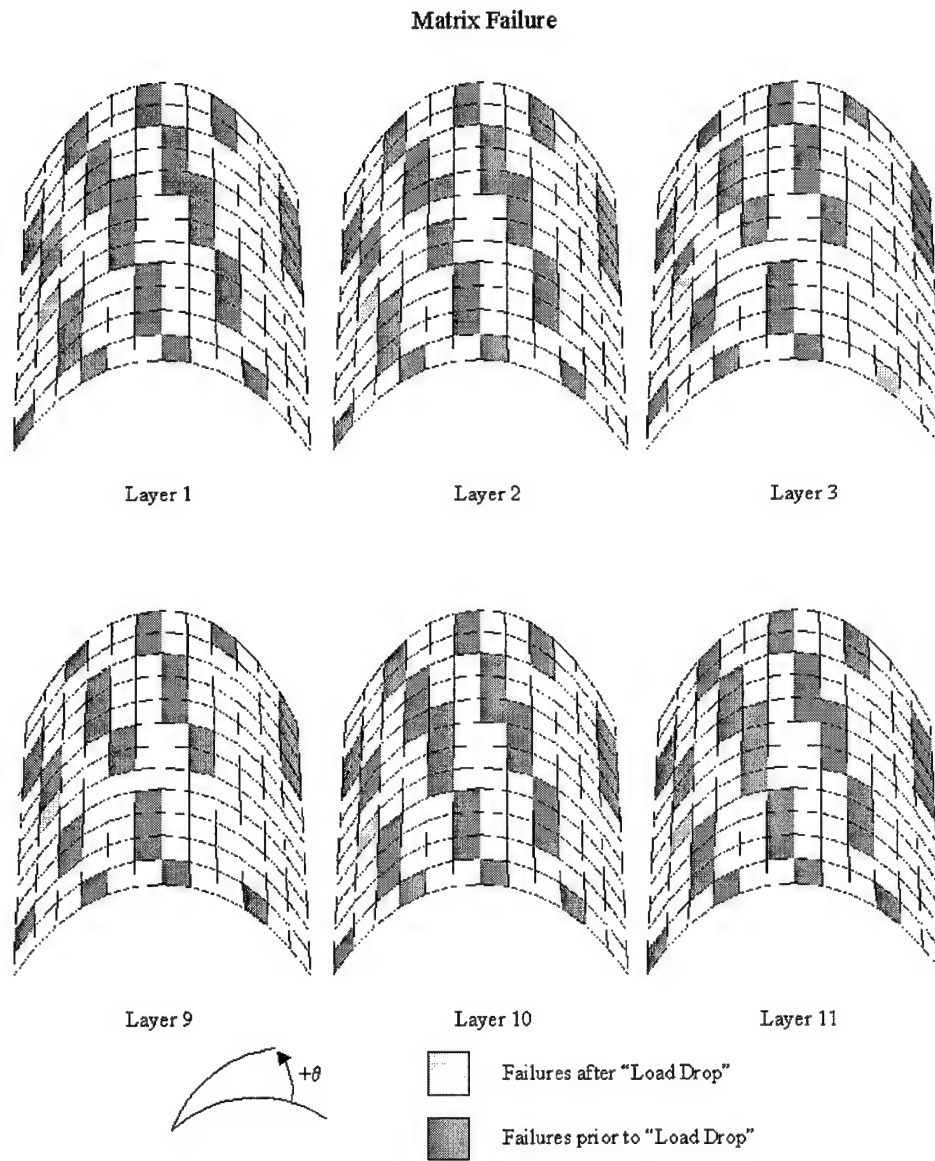 Matrix Failure
Layer 1
Layer 2
Layer 3
Layer 9
Layer 10
Layer 11
+θ
Failures after “Load Drop”
Failures prior to “Load Drop”